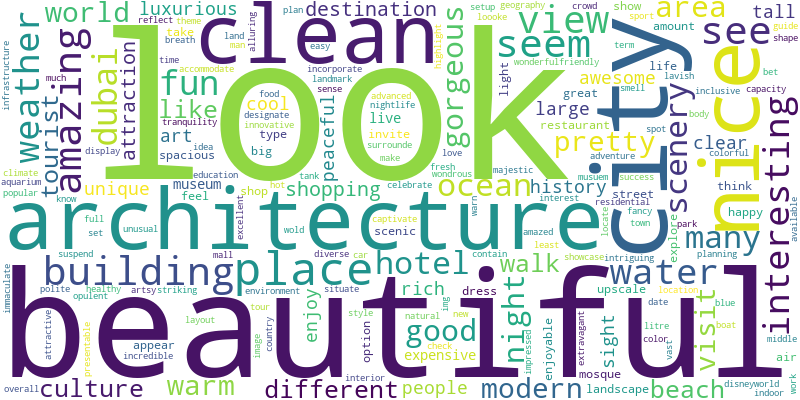 look
beautiful
architecture
city
nice
clean
building
place
hotel
water
view
seem
see
area
tall
world
luxurious
destination
weather
amazing
dubai
attraction
fun
like
tourist
art
spacious
museum
unique
shopping
shop
cool
type
big
peaceful
live
invite
gorgeous
ocean
history
pretty
awesome
large
great
light
scenery
clear
interesting
many
walk
night
good
rich
enjoy
expensive
culture
warm
different
people
modern
beach
landscape
mosque
sight
visit
upscale
explore
happy
think
street
restaurant
life
amount
show
term
inclusive
lavish
smell
spot
adventure
success
body
capacity
bet
shape
guide
crowd
sport
geography
theme
plan
reflect
take
breath
time
much
infrastructure
accommodate
land
man
alluring
easy
setup
loooke
highlight
wonderfulfriendly
incorporate
landmark
sense
food
designate
innovative
advanced
nightlife
surrounde
make
tranquility
display
idea
education
feel
tank
celebrate
love
fresh
wondrous
majestic
musuem
interest
residential
fancy
town
locate
park
colorful
available
planning
intriguing
showcase
amazed
least
contain
captivate
warn
scenic
diverse
car
wold
hot
excellent
mall
full
set
unusual
suspend
know
popular
aquarium
climate
immaculate
polite
opulent
healthy
artsy
striking
environment
situate
tour
layout
attractive
presentable
appear
incredible
overall
country
image
style
interior
option
dress
natural
check
img
new
impressed
enjoyable
extravagant
date
litre
color
vast
location
blue
boat
middle
air
work
disneyworld
indoor